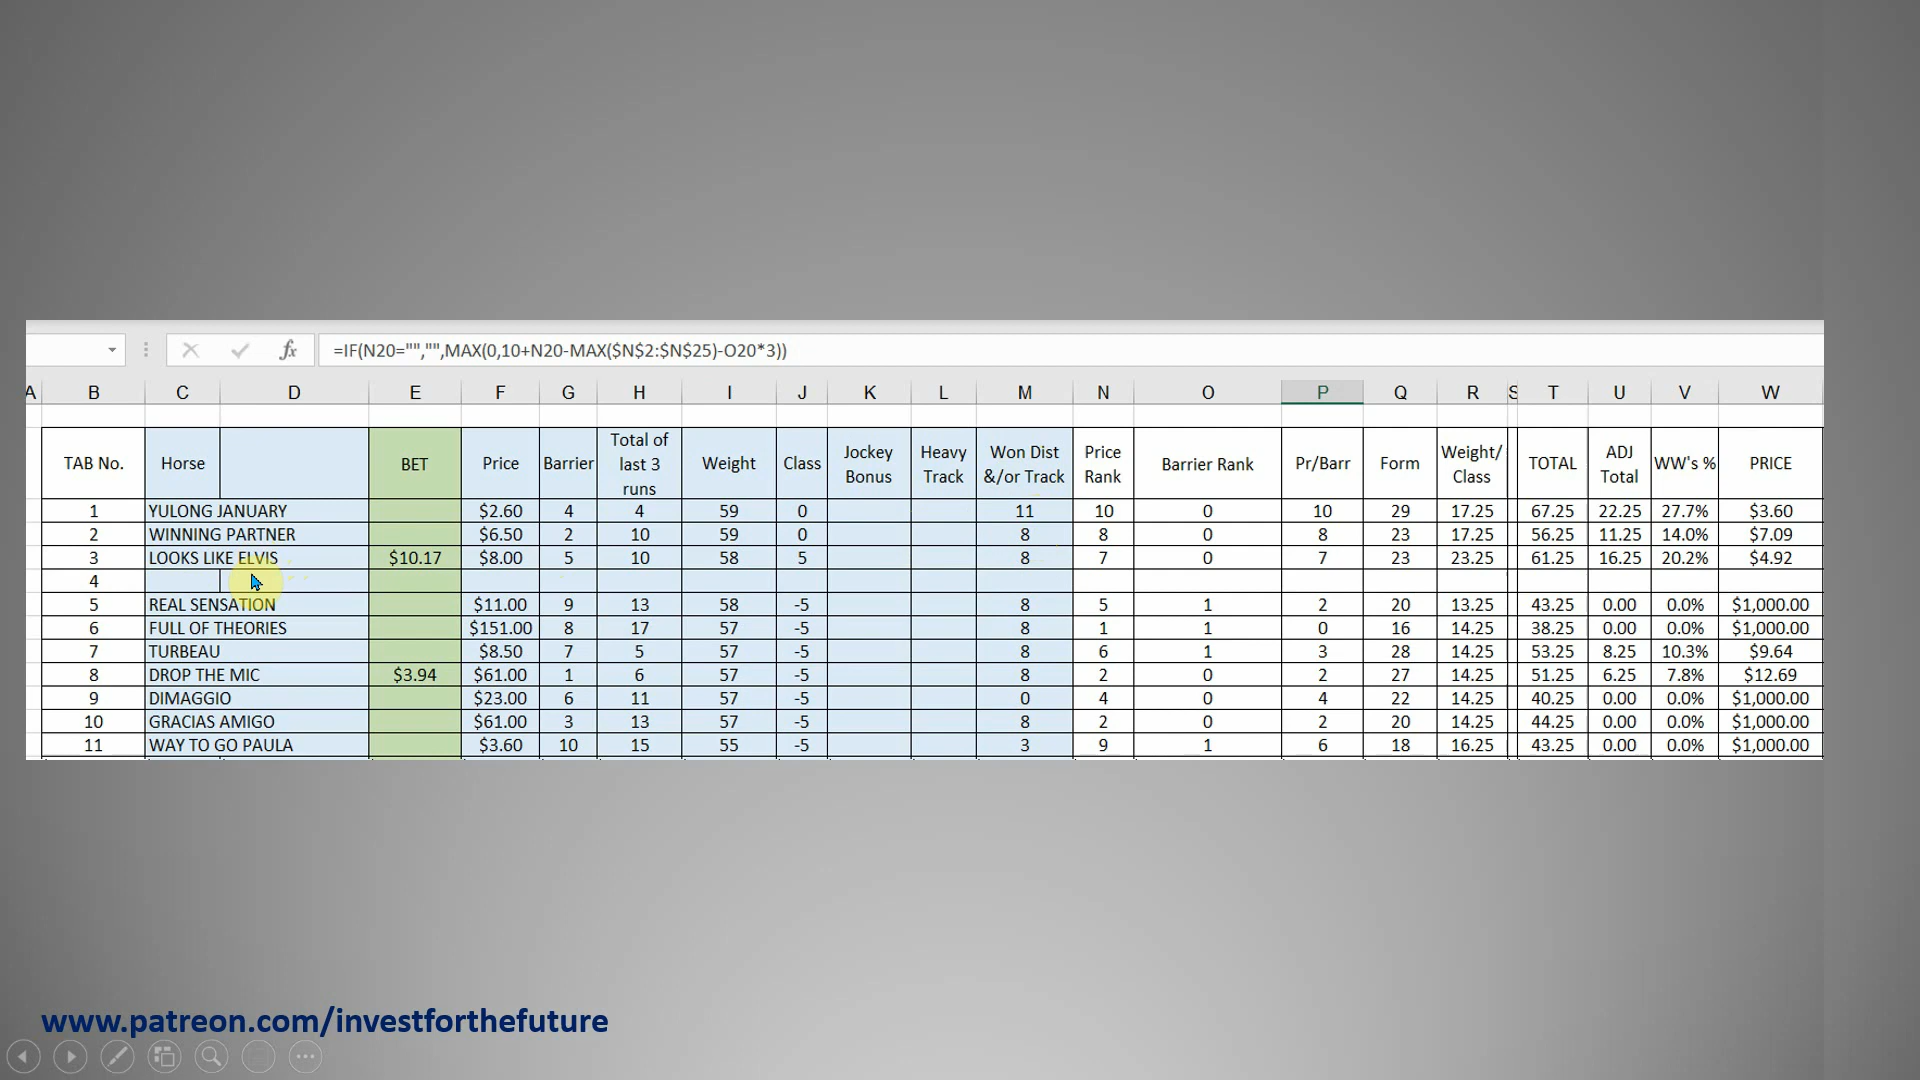 =IF(N20="","",MAX(0,10+N20-MAX($N$2:$N$25)-O20*3))
A B C D E F G H I J K L M N O P Q R S T U V W
TAB No. Horse BET Price Barrier Total of last 3 runs Weight Class Jockey Bonus Heavy Track Won Dist &/or Track Price Rank Barrier Rank Pr/Barr Form Weight/ Class TOTAL ADJ Total WW's % PRICE
1 YULONG JANUARY $2.60 4 4 59 0 11 10 0 10 29 17.25 67.25 22.25 27.7% $3.60
2 WINNING PARTNER $6.50 2 10 59 0 8 8 0 8 23 17.25 56.25 11.25 14.0% $7.09
3 LOOKS LIKE ELVIS $10.17 $8.00 5 10 58 5 8 7 0 7 23 23.25 61.25 16.25 20.2% $4.92
4
5 REAL SENSATION $11.00 9 13 58 -5 8 5 1 2 20 13.25 43.25 0.00 0.0% $1,000.00
6 FULL OF THEORIES $151.00 8 17 57 -5 8 1 1 0 16 14.25 38.25 0.00 0.0% $1,000.00
7 TURBEAU $8.50 7 5 57 -5 8 6 1 3 28 14.25 53.25 8.25 10.3% $9.64
8 DROP THE MIC $3.94 $61.00 1 6 57 -5 8 2 0 2 27 14.25 51.25 6.25 7.8% $12.69
9 DIMAGGIO $23.00 6 11 57 -5 0 4 0 4 22 14.25 40.25 0.00 0.0% $1,000.00
10 GRACIAS AMIGO $61.00 3 13 57 -5 8 2 0 2 20 14.25 44.25 0.00 0.0% $1,000.00
11 WAY TO GO PAULA $3.60 10 15 55 -5 3 9 1 6 18 16.25 43.25 0.00 0.0% $1,000.00
www.patreon.com/investforthefuture